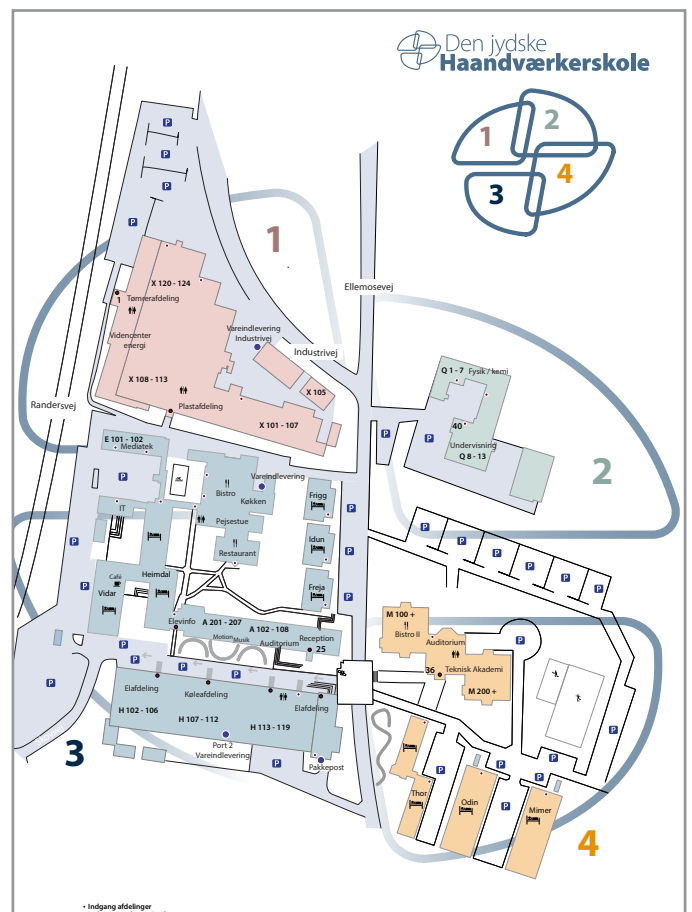 Den jydske
Haandværkerskole
1
2
3
4
P
P
P
P
1
X 120 - 124
1
Tømrerafdeling
Videncenter
energi
X 108 - 113
Plastafdeling
X 101 - 107
X 105
Vareindlevering
Industrivej
Industrivej
Ellemosevej
Randersvej
Q 1 - 7
Fysik / kemi
40
Undervisning
Q 8 - 13
P
P
2
E 101 - 102
Mediatek
P
IT
Bistro
Køkken
Vareindlevering
Pejsestue
Restaurant
Frigg
Idun
Freja
P
P
P
P
P
Café
Vidar
Heimdal
Elevinfo
A 201 - 207
Motion
Musik
A 102 - 108
Auditorium
Reception
25
P
P
P
P
P
Elafdeling
Køleafdeling
Elafdeling
H 102 - 106
H 107 - 112
H 113 - 119
Port 2
Vareindlevering
P
Pakkepost
3
P
P
P
P
P
P
M 100 +
Bistro II
Auditorium
36
Teknisk Akademi
M 200 +
P
P
P
P
P
P
P
P
Thor
Odin
Mimer
4
Indgang afdelinger